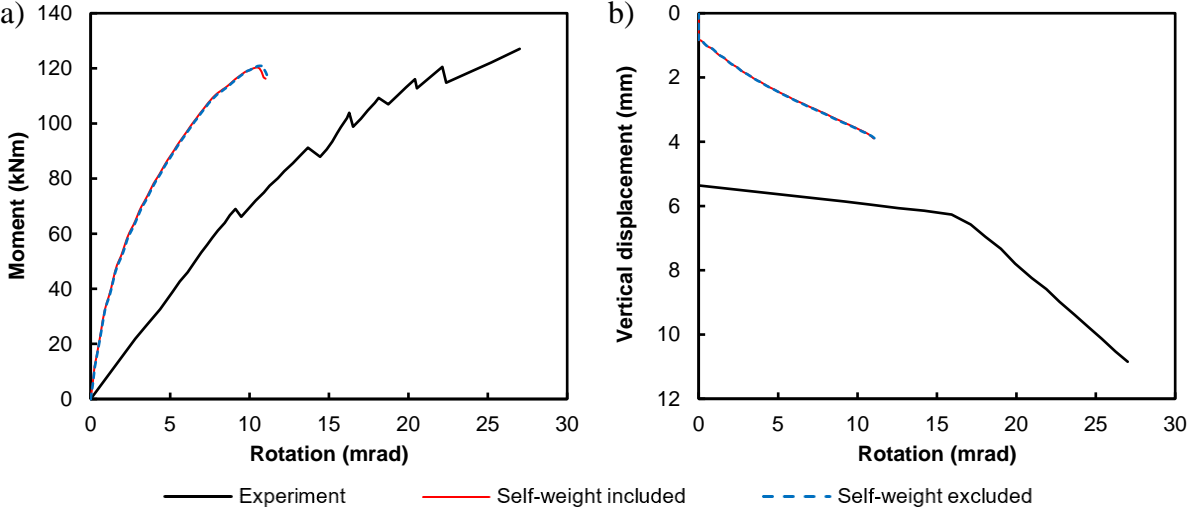 a)
140
120
100
80
60
40
20
0
Moment (kNm)
0 5 10 15 20 25 30
Rotation (mrad)
b)
0
2
4
6
8
10
12
Vertical displacement (mm)
0 5 10 15 20 25 30
Rotation (mrad)
Experiment Self-weight included Self-weight excluded